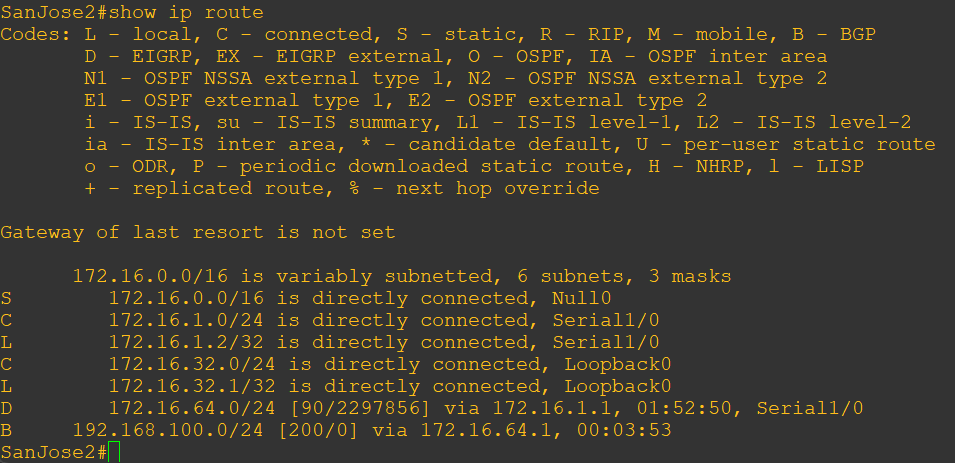 SanJose2#show ip route
Codes: L - local, C - connected, S - static, R - RIP, M - mobile, B - BGP
       D - EIGRP, EX - EIGRP external, O - OSPF, IA - OSPF inter area
       N1 - OSPF NSSA external type 1, N2 - OSPF NSSA external type 2
       E1 - OSPF external type 1, E2 - OSPF external type 2
       i - IS-IS, su - IS-IS summary, L1 - IS-IS level-1, L2 - IS-IS level-2
       ia - IS-IS inter area, * - candidate default, U - per-user static route
       o - ODR, P - periodic downloaded static route, H - NHRP, l - LISP
       + - replicated route, % - next hop override

Gateway of last resort is not set

      172.16.0.0/16 is variably subnetted, 6 subnets, 3 masks
S        172.16.0.0/16 is directly connected, Null0
C        172.16.1.0/24 is directly connected, Serial1/0
L        172.16.1.2/32 is directly connected, Serial1/0
C        172.16.32.0/24 is directly connected, Loopback0
L        172.16.32.1/32 is directly connected, Loopback0
D        172.16.64.0/24 [90/2297856] via 172.16.1.1, 01:52:50, Serial1/0
B     192.168.100.0/24 [200/0] via 172.16.64.1, 00:03:53
SanJose2#